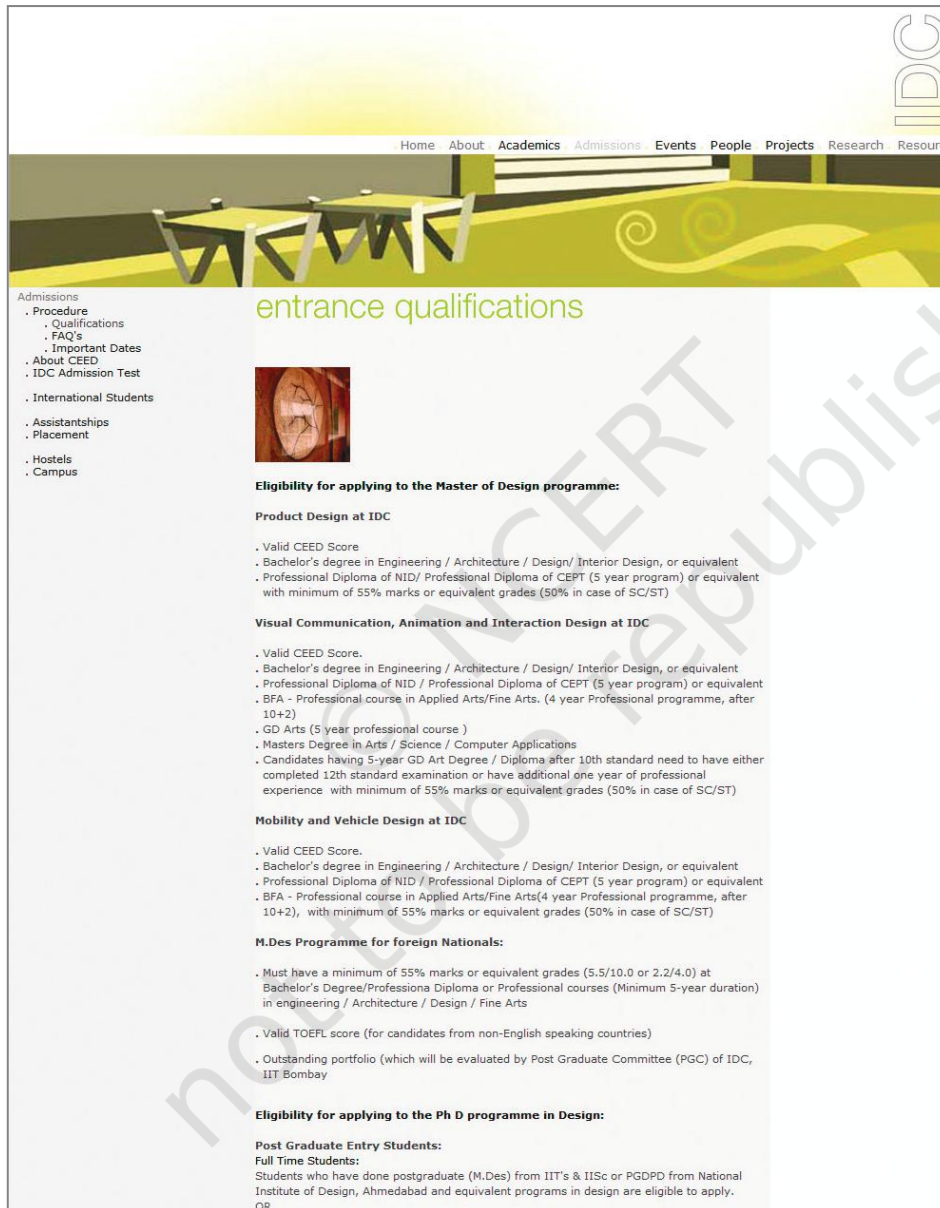 IDC
Home . About . Academics . Admissions . Events . People . Projects . Research . Resour
Admissions
. Procedure
. Qualifications
. FAQ's
. Important Dates
. About CEED
. IDC Admission Test
. International Students
. Assistantships
. Placement
. Hostels
. Campus
entrance qualifications
Eligibility for applying to the Master of Design programme:
Product Design at IDC
. Valid CEED Score
. Bachelor's degree in Engineering / Architecture / Design/ Interior Design, or equivalent
. Professional Diploma of NID/ Professional Diploma of CEPT (5 year program) or equivalent
with minimum of 55% marks or equivalent grades (50% in case of SC/ST)
Visual Communication, Animation and Interaction Design at IDC
. Valid CEED Score.
. Bachelor's degree in Engineering / Architecture / Design/ Interior Design, or equivalent
. Professional Diploma of NID / Professional Diploma of CEPT (5 year program) or equivalent
. BFA - Professional course in Applied Arts/Fine Arts. (4 year Professional programme, after
10+2)
. GD Arts (5 year professional course )
. Masters Degree in Arts / Science / Computer Applications
. Candidates having 5-year GD Art Degree / Diploma after 10th standard need to have either
completed 12th standard examination or have additional one year of professional
experience with minimum of 55% marks or equivalent grades (50% in case of SC/ST)
Mobility and Vehicle Design at IDC
. Valid CEED Score.
. Bachelor's degree in Engineering / Architecture / Design/ Interior Design, or equivalent
. Professional Diploma of NID / Professional Diploma of CEPT (5 year program) or equivalent
. BFA - Professional course in Applied Arts/Fine Arts(4 year Professional programme, after
10+2), with minimum of 55% marks or equivalent grades (50% in case of SC/ST)
M.Des Programme for foreign Nationals:
. Must have a minimum of 55% marks or equivalent grades (5.5/10.0 or 2.2/4.0) at
Bachelor's Degree/Professiona Diploma or Professional courses (Minimum 5-year duration)
in engineering / Architecture / Design / Fine Arts
. Valid TOEFL score (for candidates from non-English speaking countries)
. Outstanding portfolio (which will be evaluated by Post Graduate Committee (PGC) of IDC,
IIT Bombay
Eligibility for applying to the Ph D programme in Design:
Post Graduate Entry Students:
Full Time Students:
Students who have done postgraduate (M.Des) from IIT's & IISc or PGDPD from National
Institute of Design, Ahmedabad and equivalent programs in design are eligible to apply.
OR
© NCERT
not to be republish